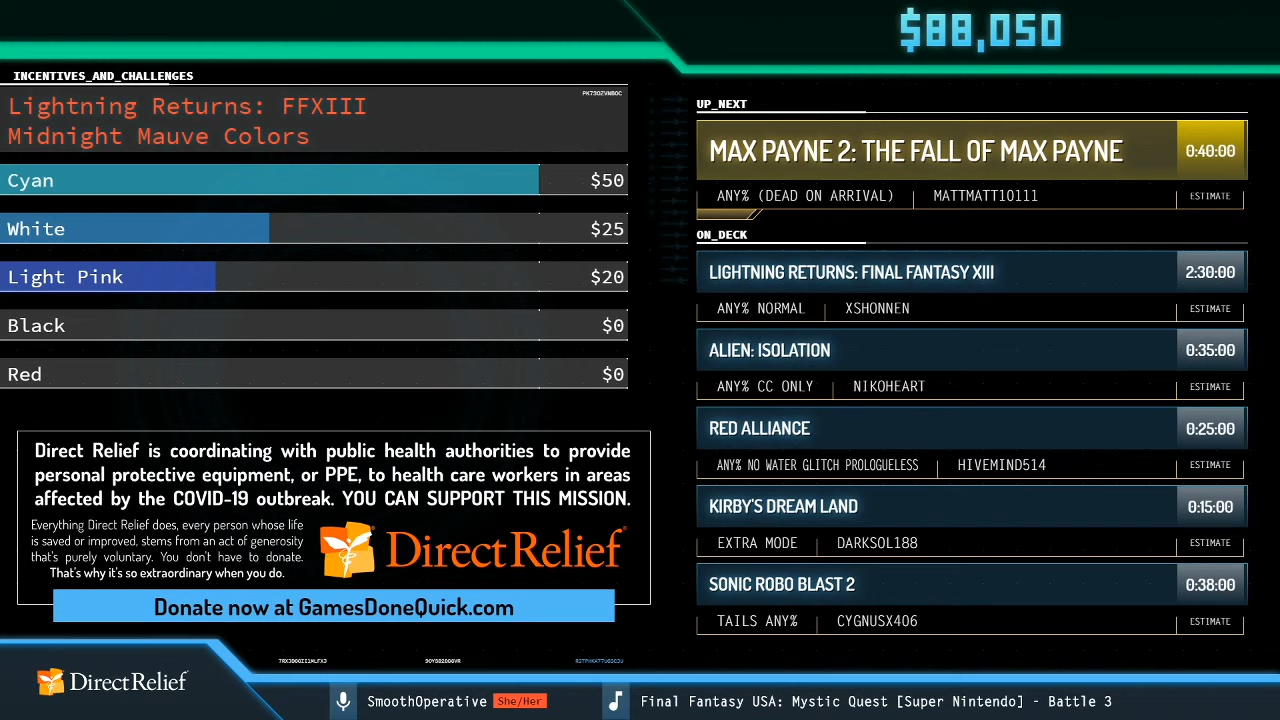 $88,050
INCENTIVES_AND_CHALLENGES
Lightning Returns: FFXIII
Midnight Mauve Colors
Cyan $50
White $25
Light Pink $20
Black $0
Red $0
Direct Relief is coordinating with public health authorities to provide
personal protective equipment, or PPE, to health care workers in areas
affected by the COVID-19 outbreak. YOU CAN SUPPORT THIS MISSION.
Everything Direct Relief does, every person whose life
is saved or improved, stems from an act of generosity
that's purely voluntary. You don't have to donate.
That's why it's so extraordinary when you do.
DirectRelief
Donate now at GamesDoneQuick.com
UP_NEXT
MAX PAYNE 2: THE FALL OF MAX PAYNE 0:40:00
ANY% (DEAD ON ARRIVAL) MATTMATT10111 ESTIMATE
ON_DECK
LIGHTNING RETURNS: FINAL FANTASY XIII 2:30:00
ANY% NORMAL XSHONNEN ESTIMATE
ALIEN: ISOLATION 0:35:00
ANY% CC ONLY NIKOHEART ESTIMATE
RED ALLIANCE 0:25:00
ANY% NO WATER GLITCH PROLOGUELESS HIVEMIND514 ESTIMATE
KIRBY'S DREAM LAND 0:15:00
EXTRA MODE DARKSOL188 ESTIMATE
SONIC ROBO BLAST 2 0:38:00
TAILS ANY% CYGNUSX406 ESTIMATE
DirectRelief
SmoothOperative She/Her
Final Fantasy USA: Mystic Quest [Super Nintendo] - Battle 3